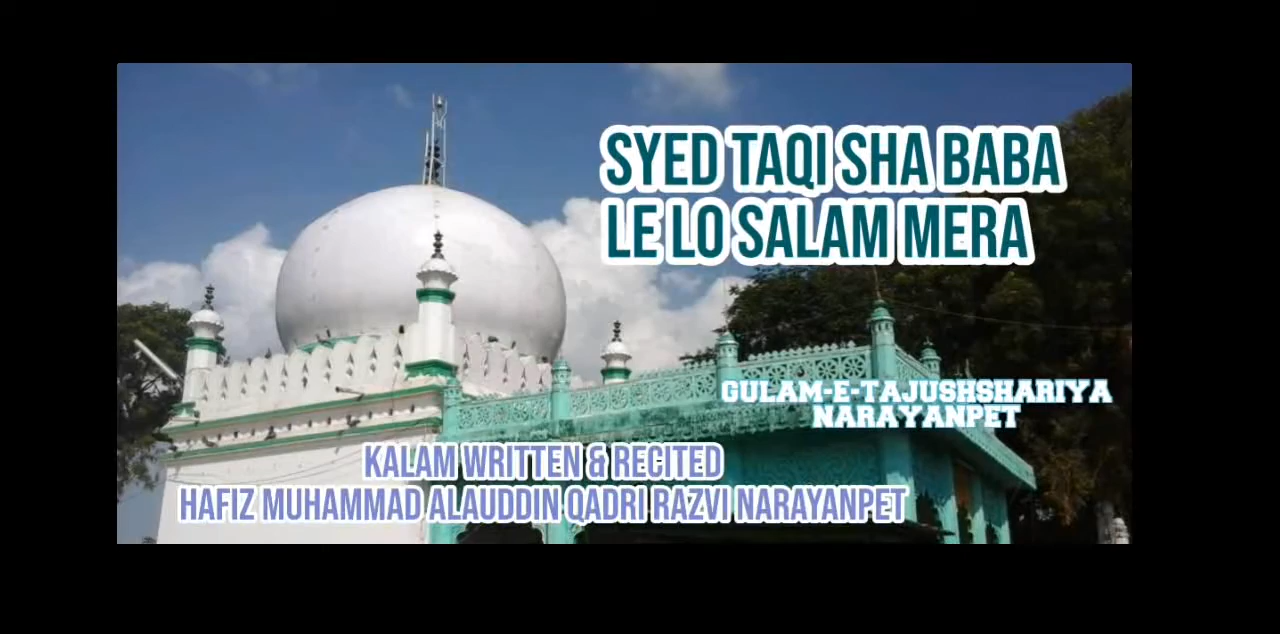 SYED TAQI SHA BABA
LE LO SALAM MERA
GULAM-E-TAJUSHSHARIYA
NARAYANPET
KALAM WRITTEN & RECITED
HAFIZ MUHAMMAD ALAUDDIN QADRI RAZVI NARAYANPET